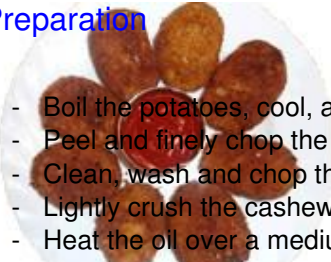 Preparation
- Boil the potatoes, cool, a
- Peel and finely chop the
- Clean, wash and chop th
- Lightly crush the cashew
- Heat the oil over a mediu